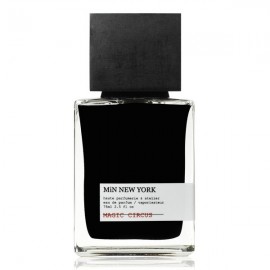 MiN NEW YORK
haute parfumerie & atelier
eau de parfum / vaporisateur
75ml 2.5 fl oz
MAGIC CIRCUS